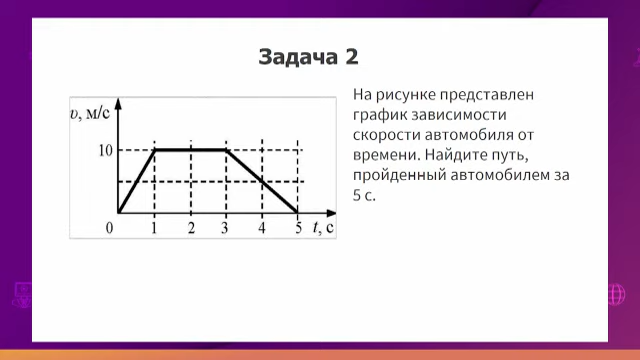 Задача 2
На рисунке представлен
график зависимости
скорости автомобиля от
времени. Найдите путь,
пройденный автомобилем за
5 с.
υ, м/с
10
0 1 2 3 4 5 t, с